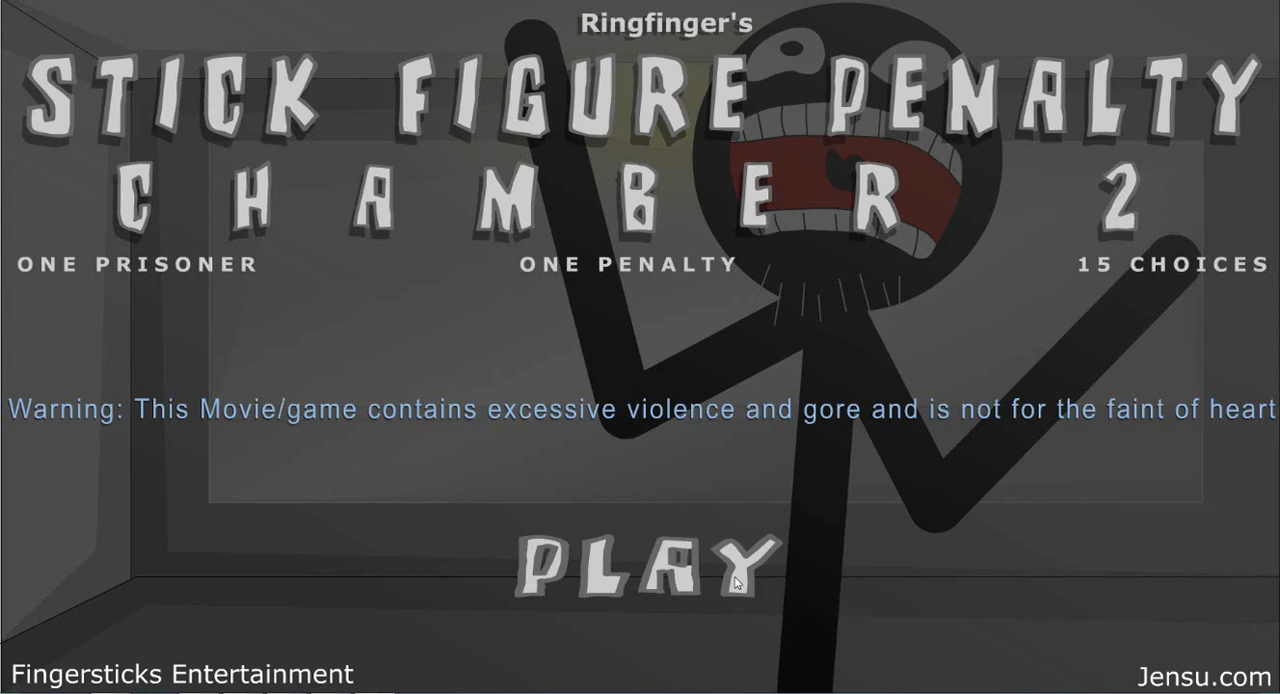 Ringfinger's
STICK FIGURE PENALTY
CHAMBER 2
ONE PRISONER ONE PENALTY 15 CHOICES
Warning: This Movie/game contains excessive violence and gore and is not for the faint of heart
PLAY
Fingersticks Entertainment Jensu.com